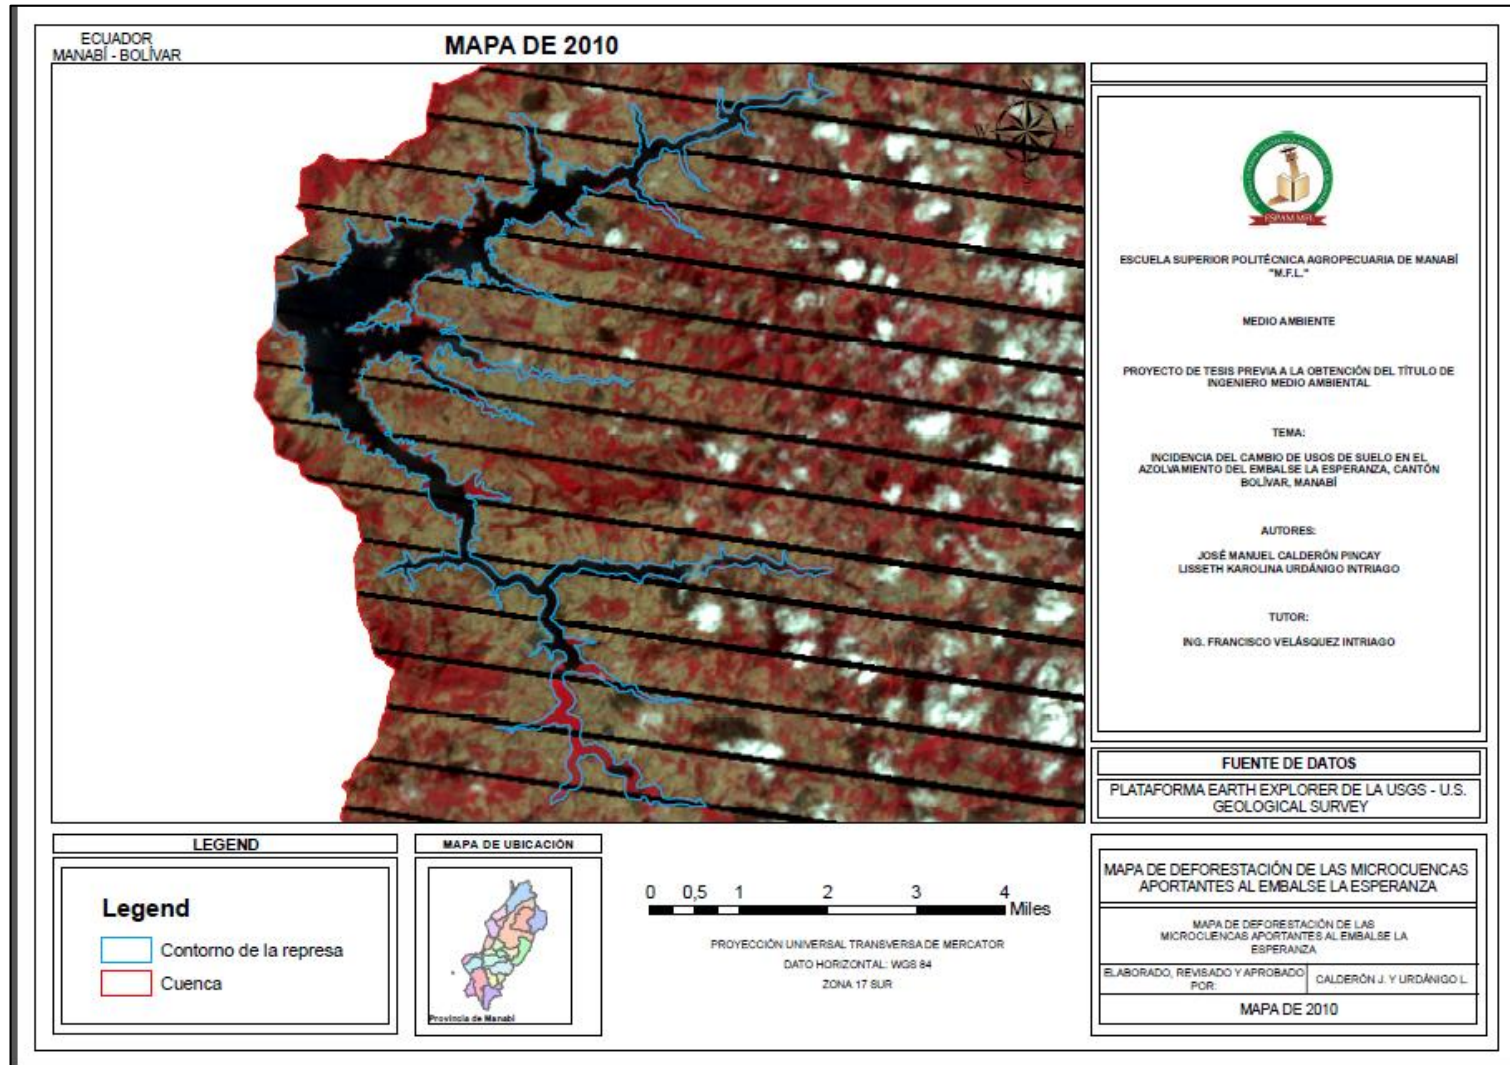 ECUADOR
MANABÍ - BOLÍVAR
MAPA DE 2010
N
W
E
S
ESPAM MFL
ESCUELA SUPERIOR POLITÉCNICA AGROPECUARIA DE MANABÍ
"M.F.L."
MEDIO AMBIENTE
PROYECTO DE TESIS PREVIA A LA OBTENCIÓN DEL TÍTULO DE
INGENIERO MEDIO AMBIENTAL
TEMA:
INCIDENCIA DEL CAMBIO DE USOS DE SUELO EN EL
AZOLVAMIENTO DEL EMBALSE LA ESPERANZA, CANTÓN
BOLÍVAR, MANABÍ
AUTORES:
JOSÉ MANUEL CALDERÓN PINCAY
LISSETH KAROLINA URDÁNIGO INTRIAGO
TUTOR:
ING. FRANCISCO VELÁSQUEZ INTRIAGO
FUENTE DE DATOS
PLATAFORMA EARTH EXPLORER DE LA USGS - U.S.
GEOLOGICAL SURVEY
LEGEND
Legend
Contorno de la represa
Cuenca
MAPA DE UBICACIÓN
Provincia de Manabí
0 0,5 1 2 3 4
Miles
PROYECCIÓN UNIVERSAL TRANSVERSA DE MERCATOR
DATO HORIZONTAL: WGS 84
ZONA 17 SUR
MAPA DE DEFORESTACIÓN DE LAS MICROCUENCAS
APORTANTES AL EMBALSE LA ESPERANZA
MAPA DE DEFORESTACIÓN DE LAS
MICROCUENCAS APORTANTES AL EMBALSE LA
ESPERANZA
ELABORADO, REVISADO Y APROBADO
POR:
CALDERÓN J. Y URDÁNIGO L.
MAPA DE 2010